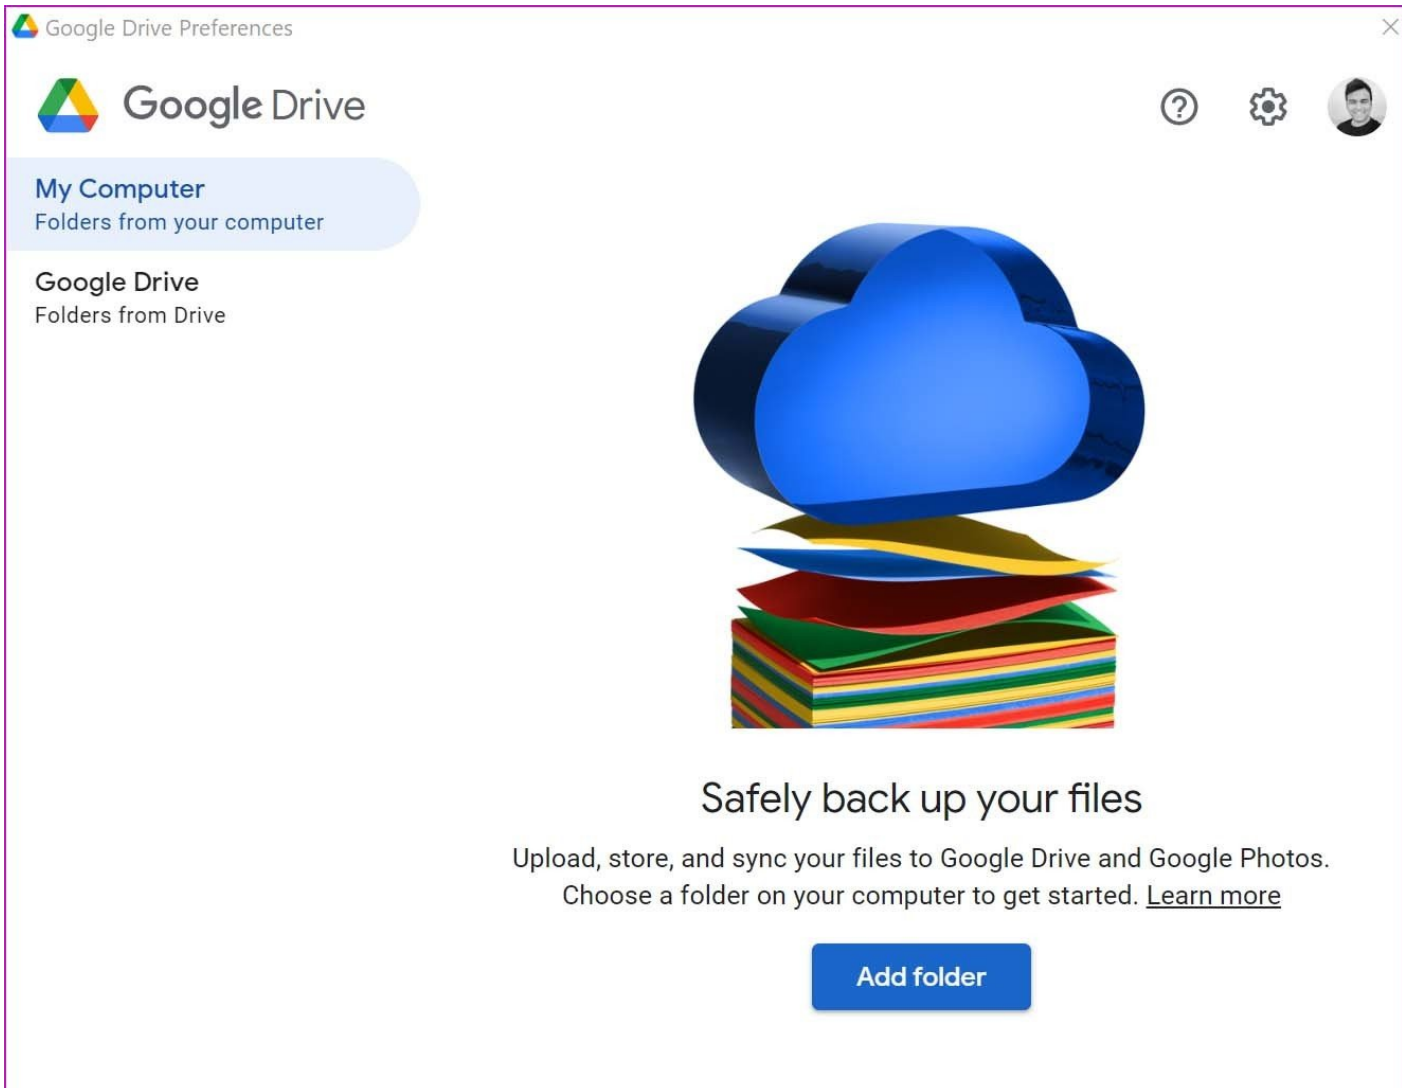 Google Drive Preferences
Google Drive
My Computer
Folders from your computer
Google Drive
Folders from Drive
Safely back up your files
Upload, store, and sync your files to Google Drive and Google Photos.
Choose a folder on your computer to get started. Learn more
Add folder